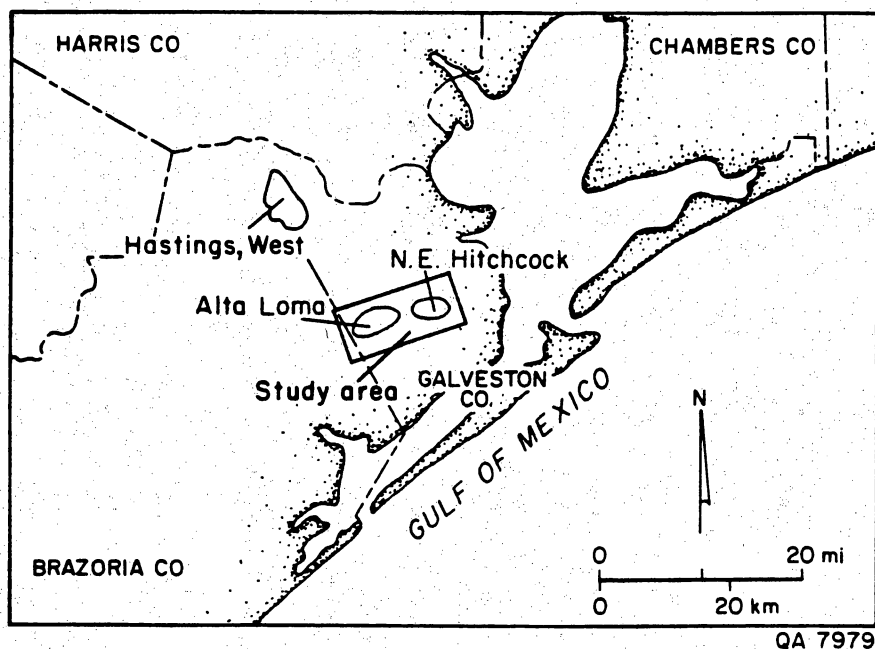 HARRIS CO
CHAMBERS CO
Hastings, West
N.E. Hitchcock
Alta Loma
Study area
GALVESTON
CO.
GULF OF MEXICO
N
BRAZORIA CO
0 20 mi
0 20 km
QA 7979